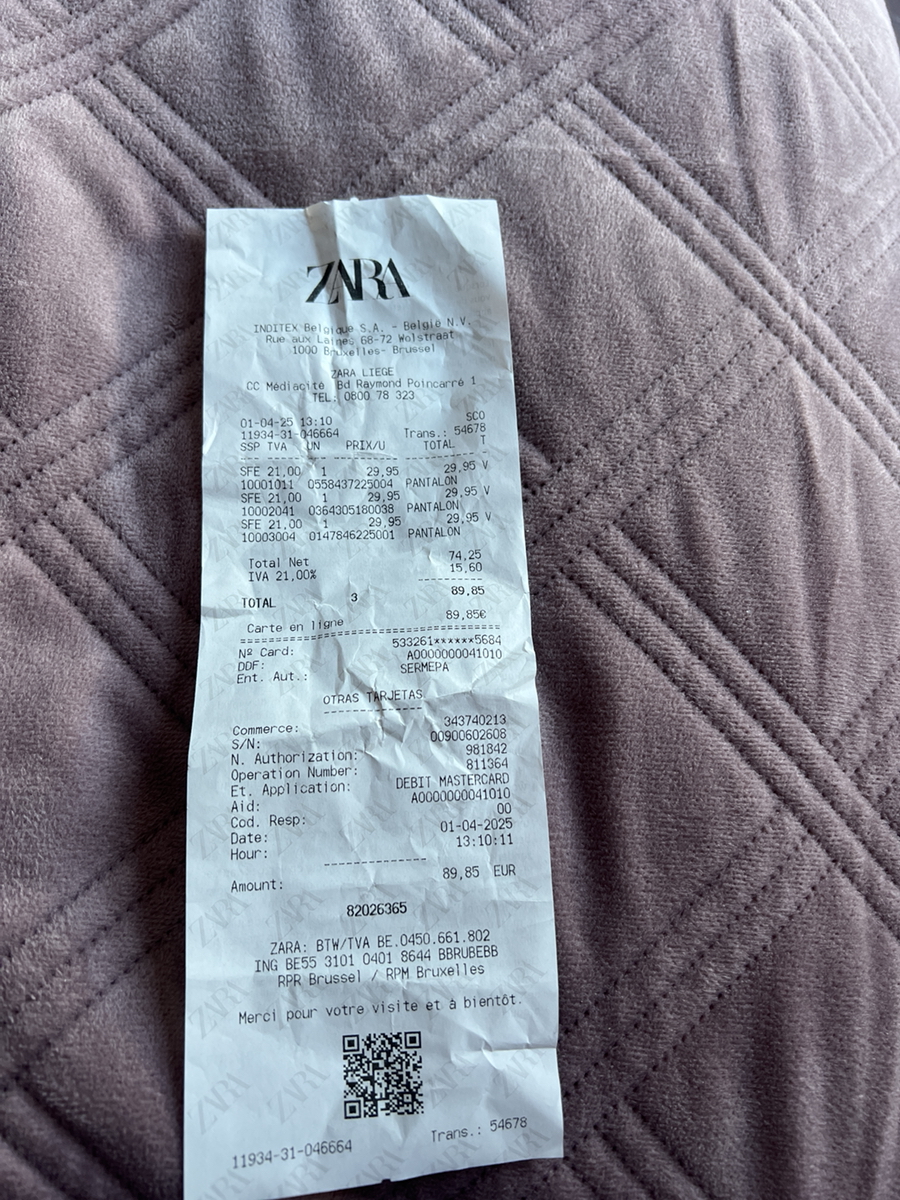 ZARA
INDITEX Belgique S.A. - België N.V.
Rue aux Laines 68-72 Wolstraat
1000 Bruxelles- Brussel
ZARA LIEGE
CC Médiacité Bd Raymond Poincarré 1
TEL: 0800 78 323
SCO
01-04-25 13:10
11934-31-046664 Trans.: 54678
SSP TVA UN PRIX/U TOTAL T
SFE 21,00 1 29,95 29,95 V
10001011 0558437225004 PANTALON
SFE 21,00 1 29,95 29,95 V
10002041 0364305180038 PANTALON
SFE 21,00 1 29,95 29,95 V
10003004 0147846225001 PANTALON
Total Net 74,25
IVA 21,00% 15,60
TOTAL 3 89,85
Carte en ligne 89,85€
Nº Card: 533261******5684
DDF: A0000000041010
Ent. Aut.: SERMEPA
OTRAS TARJETAS
Commerce: 343740213
S/N: 00900602608
N. Authorization: 981842
Operation Number: 811364
Et. Application: DEBIT MASTERCARD
Aid: A0000000041010
Cod. Resp: 00
Date: 01-04-2025
Hour: 13:10:11
Amount: 89,85 EUR
82026365
ZARA: BTW/TVA BE.0450.661.802
ING BE55 3101 0401 8644 BBRUBEBB
RPR Brussel / RPM Bruxelles
Merci pour votre visite et à bientôt.
11934-31-046664 Trans.: 54678